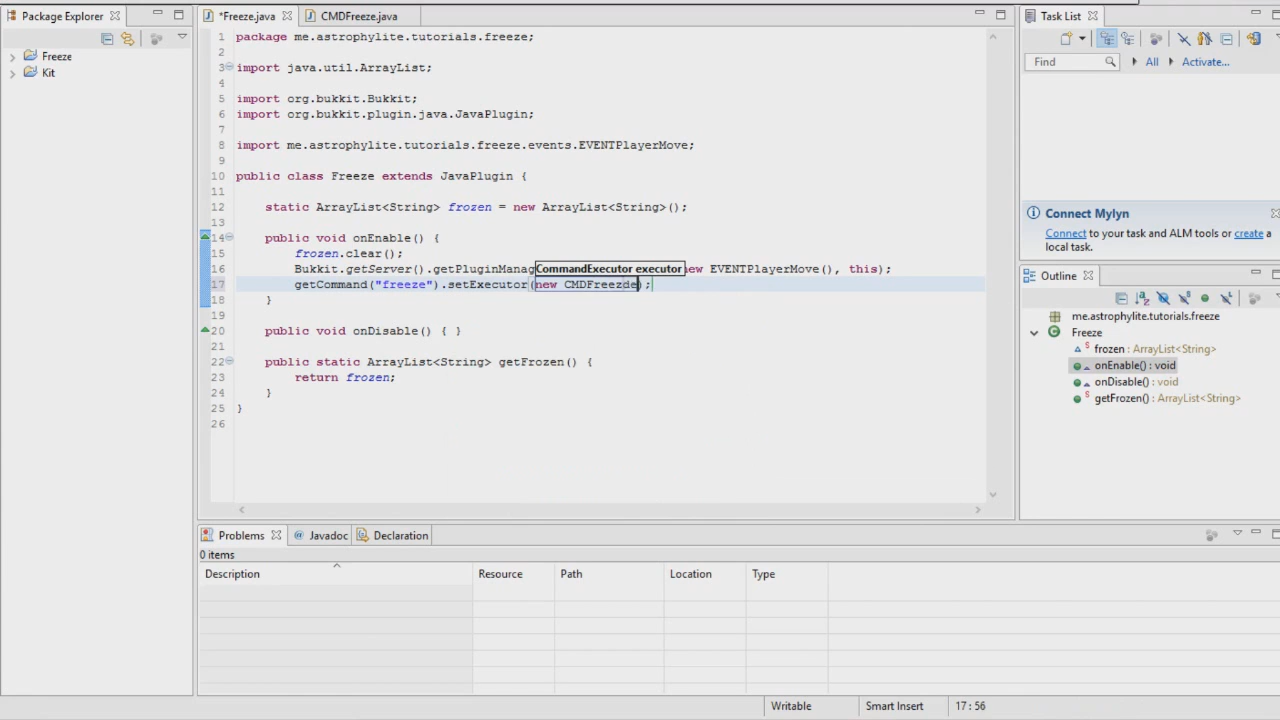 Package Explorer
Freeze
Kit
*Freeze.java
CMDFreeze.java
1 package me.astrophylite.tutorials.freeze;
2
3 import java.util.ArrayList;
4
5 import org.bukkit.Bukkit;
6 import org.bukkit.plugin.java.JavaPlugin;
7
8 import me.astrophylite.tutorials.freeze.events.EVENTPlayerMove;
9
10 public class Freeze extends JavaPlugin {
11
12 static ArrayList<String> frozen = new ArrayList<String>();
13
14 public void onEnable() {
15 frozen.clear();
16 Bukkit.getServer().getPluginManag new EVENTPlayerMove(), this);
CommandExecutor executor
17 getCommand("freeze").setExecutor(new CMDFreezde);
18 }
19
20 public void onDisable() { }
21
22 public static ArrayList<String> getFrozen() {
23 return frozen;
24 }
25 }
26
Task List
Find
All
Activate...
Connect Mylyn
Connect to your task and ALM tools or create a
local task.
Outline
me.astrophylite.tutorials.freeze
Freeze
frozen : ArrayList<String>
onEnable() : void
onDisable() : void
getFrozen() : ArrayList<String>
Problems
Javadoc
Declaration
0 items
Description Resource Path Location Type
Writable Smart Insert 17 : 56